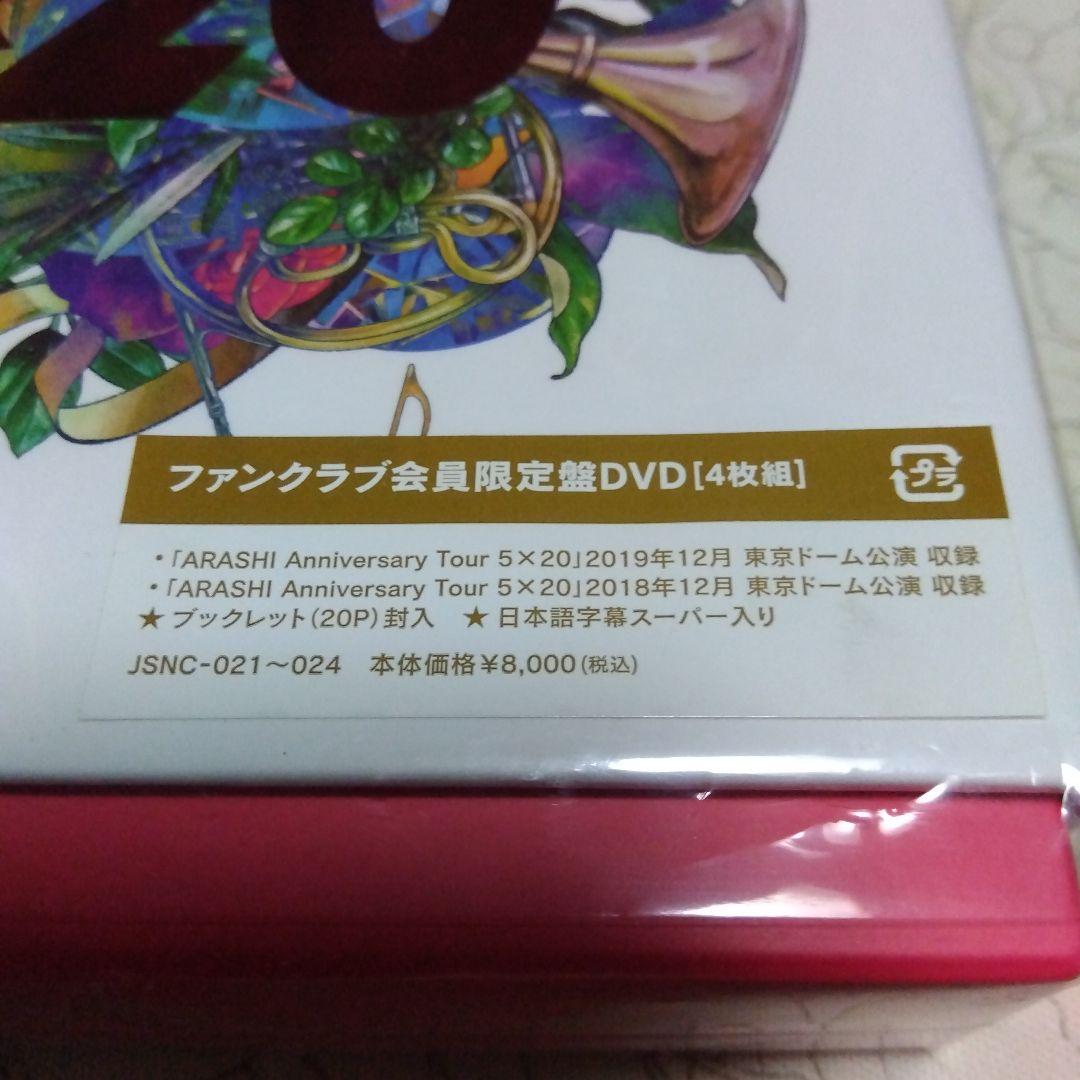 20
ファンクラブ会員限定盤DVD[4枚組]
プラ
・「ARASHI Anniversary Tour 5×20」2019年12月 東京ドーム公演 収録
・「ARASHI Anniversary Tour 5×20」2018年12月 東京ドーム公演 収録
★ ブックレット(20P)封入 ★ 日本語字幕スーパー入り
JSNC-021～024 本体価格¥8,000(税込)